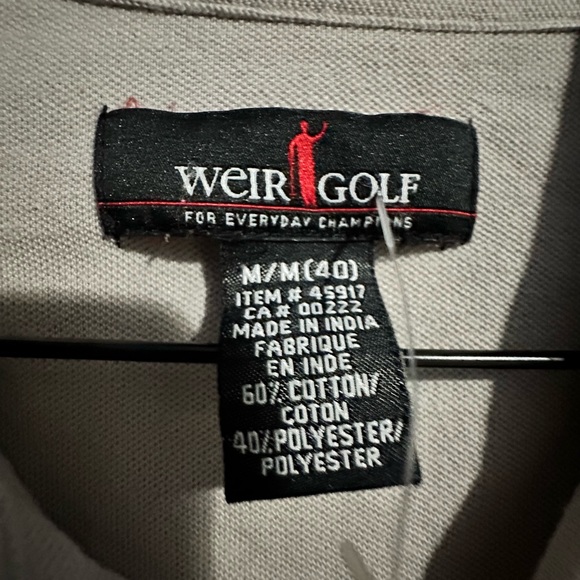 WEIR GOLF
FOR EVERYDAY CHAMPIONS
M/M(40)
ITEM # 45917
CA# 00222
MADE IN INDIA
FABRIQUE
EN INDE
60% COTTON/
COTON
40% POLYESTER/
POLYESTER